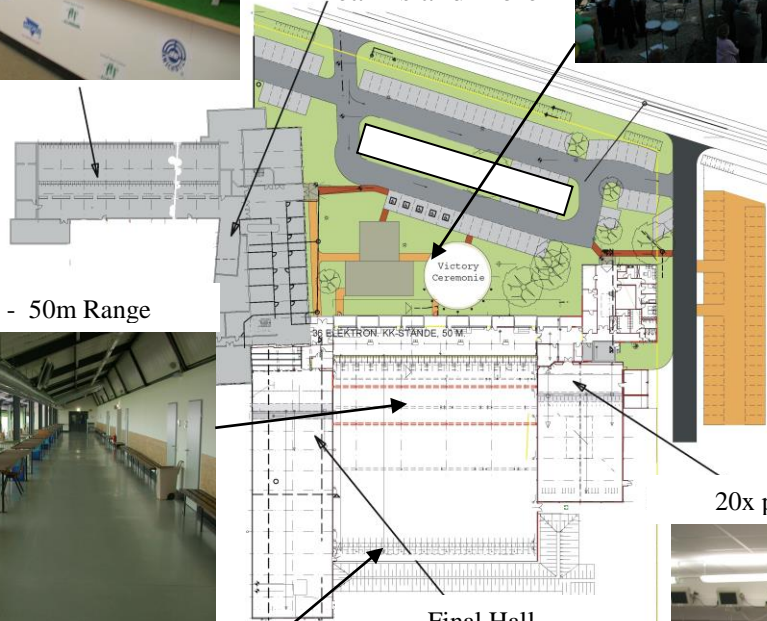 Victory
Ceremonie
- 50m Range
36 ELEKTRON. KK-STÄNDE, 50 M.
20x p
Final Hall